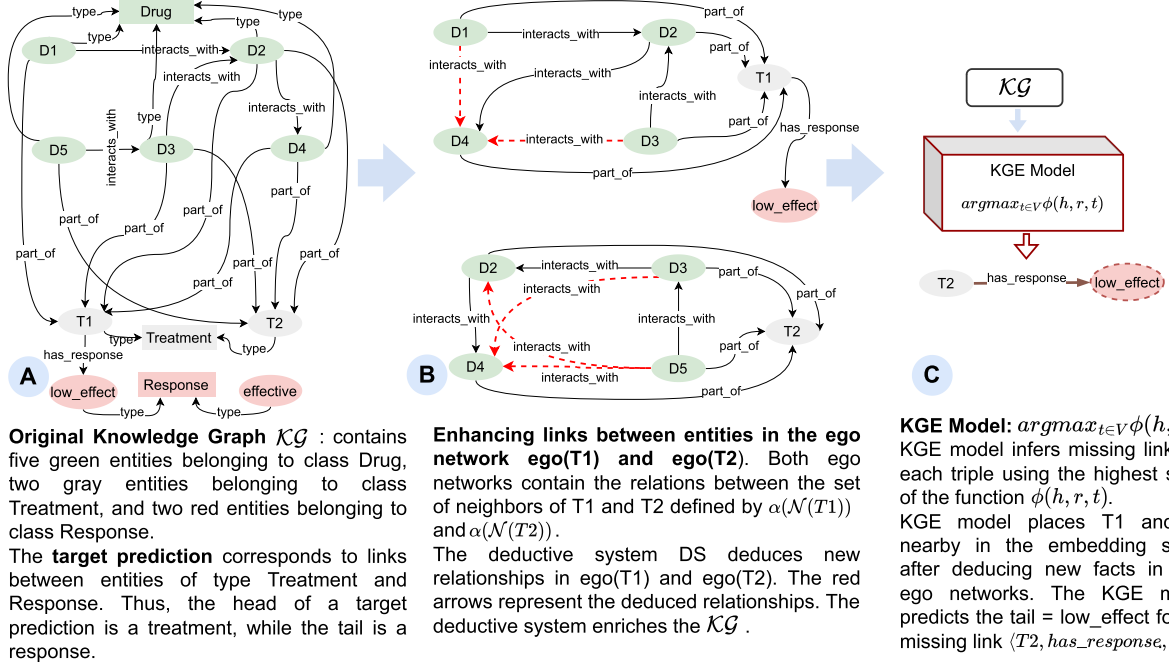 type
Drug
type
type
type
D1
interacts_with
D2
interacts_with
interacts_with
type
interacts_with
D5
D3
D4
part_of
part_of
part_of
part_of
part_of
part_of
T1
T2
type
Treatment
type
has_response
A
low_effect
Response
effective
type
type
part_of
D1
interacts_with
D2
part_of
T1
interacts_with
interacts_with
interacts_with
part_of
has_response
D4
interacts_with
D3
part_of
low_effect
D2
interacts_with
D3
part_of
interacts_with
part_of
interacts_with
interacts_with
T2
interacts_with
part_of
D4
D5
interacts_with
part_of
B
KG
KGE Model
argmax_{t∈V}ϕ(h, r, t)
T2
has_response
low_effect
C
Original Knowledge Graph KG : contains
five green entities belonging to class Drug,
two gray entities belonging to class
Treatment, and two red entities belonging to
class Response.
The target prediction corresponds to links
between entities of type Treatment and
Response. Thus, the head of a target
prediction is a treatment, while the tail is a
response.
Enhancing links between entities in the ego
network ego(T1) and ego(T2). Both ego
networks contain the relations between the set
of neighbors of T1 and T2 defined by α(N(T1))
and α(N(T2)) .
The deductive system DS deduces new
relationships in ego(T1) and ego(T2). The red
arrows represent the deduced relationships. The
deductive system enriches the KG .
KGE Model: argmax_{t∈V}ϕ(h,
KGE model infers missing link
each triple using the highest s
of the function ϕ(h, r, t).
KGE model places T1 and
nearby in the embedding s
after deducing new facts in
ego networks. The KGE m
predicts the tail = low_effect fo
missing link ⟨T2, has_response,